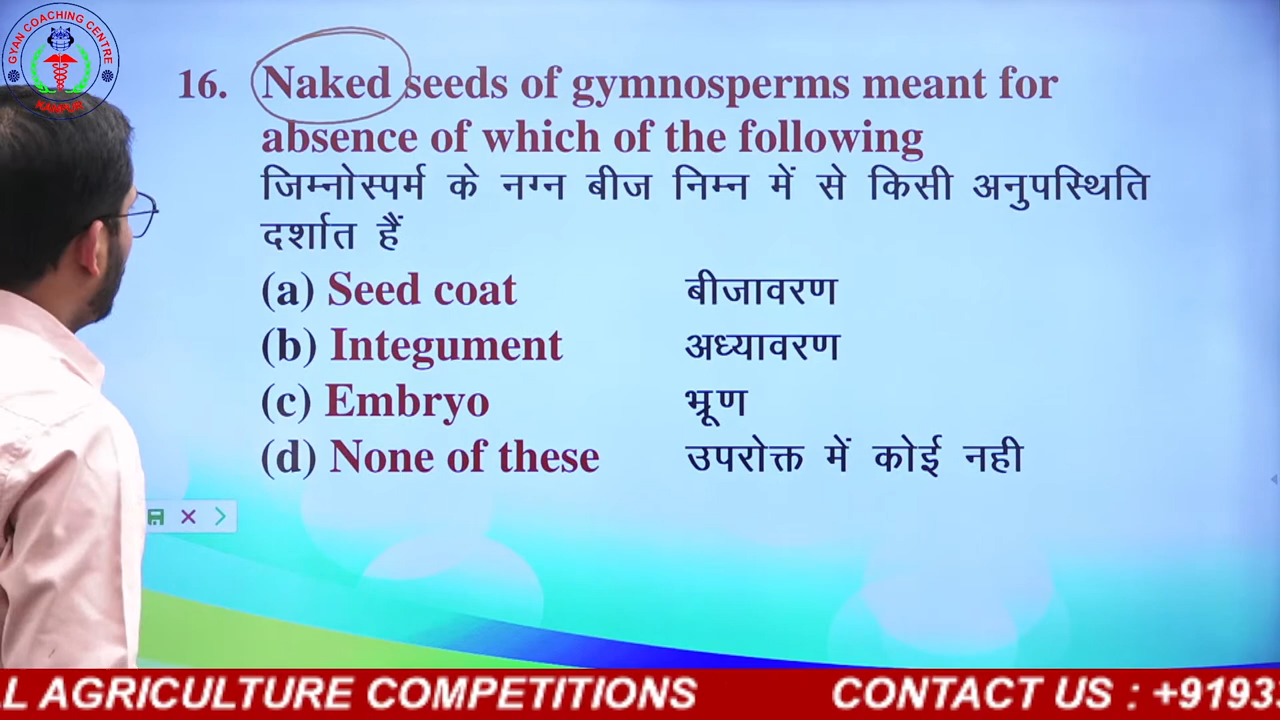 GYAN COACHING CENTRE
KANPUR
16. Naked seeds of gymnosperms meant for
absence of which of the following
जिम्नोस्पर्म के नग्न बीज निम्न में से किसी अनुपस्थिति
दर्शात हैं
(a) Seed coat बीजावरण
(b) Integument अध्यावरण
(c) Embryo भ्रूण
(d) None of these उपरोक्त में कोई नही
L AGRICULTURE COMPETITIONS CONTACT US : +9193